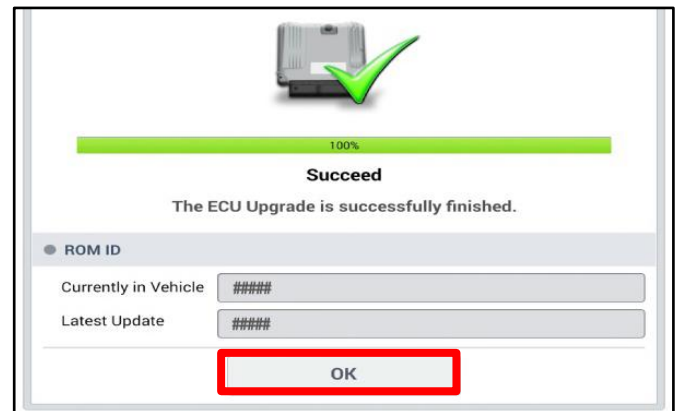 100%
Succeed
The ECU Upgrade is successfully finished.
ROM ID
Currently in Vehicle #####
Latest Update #####
OK